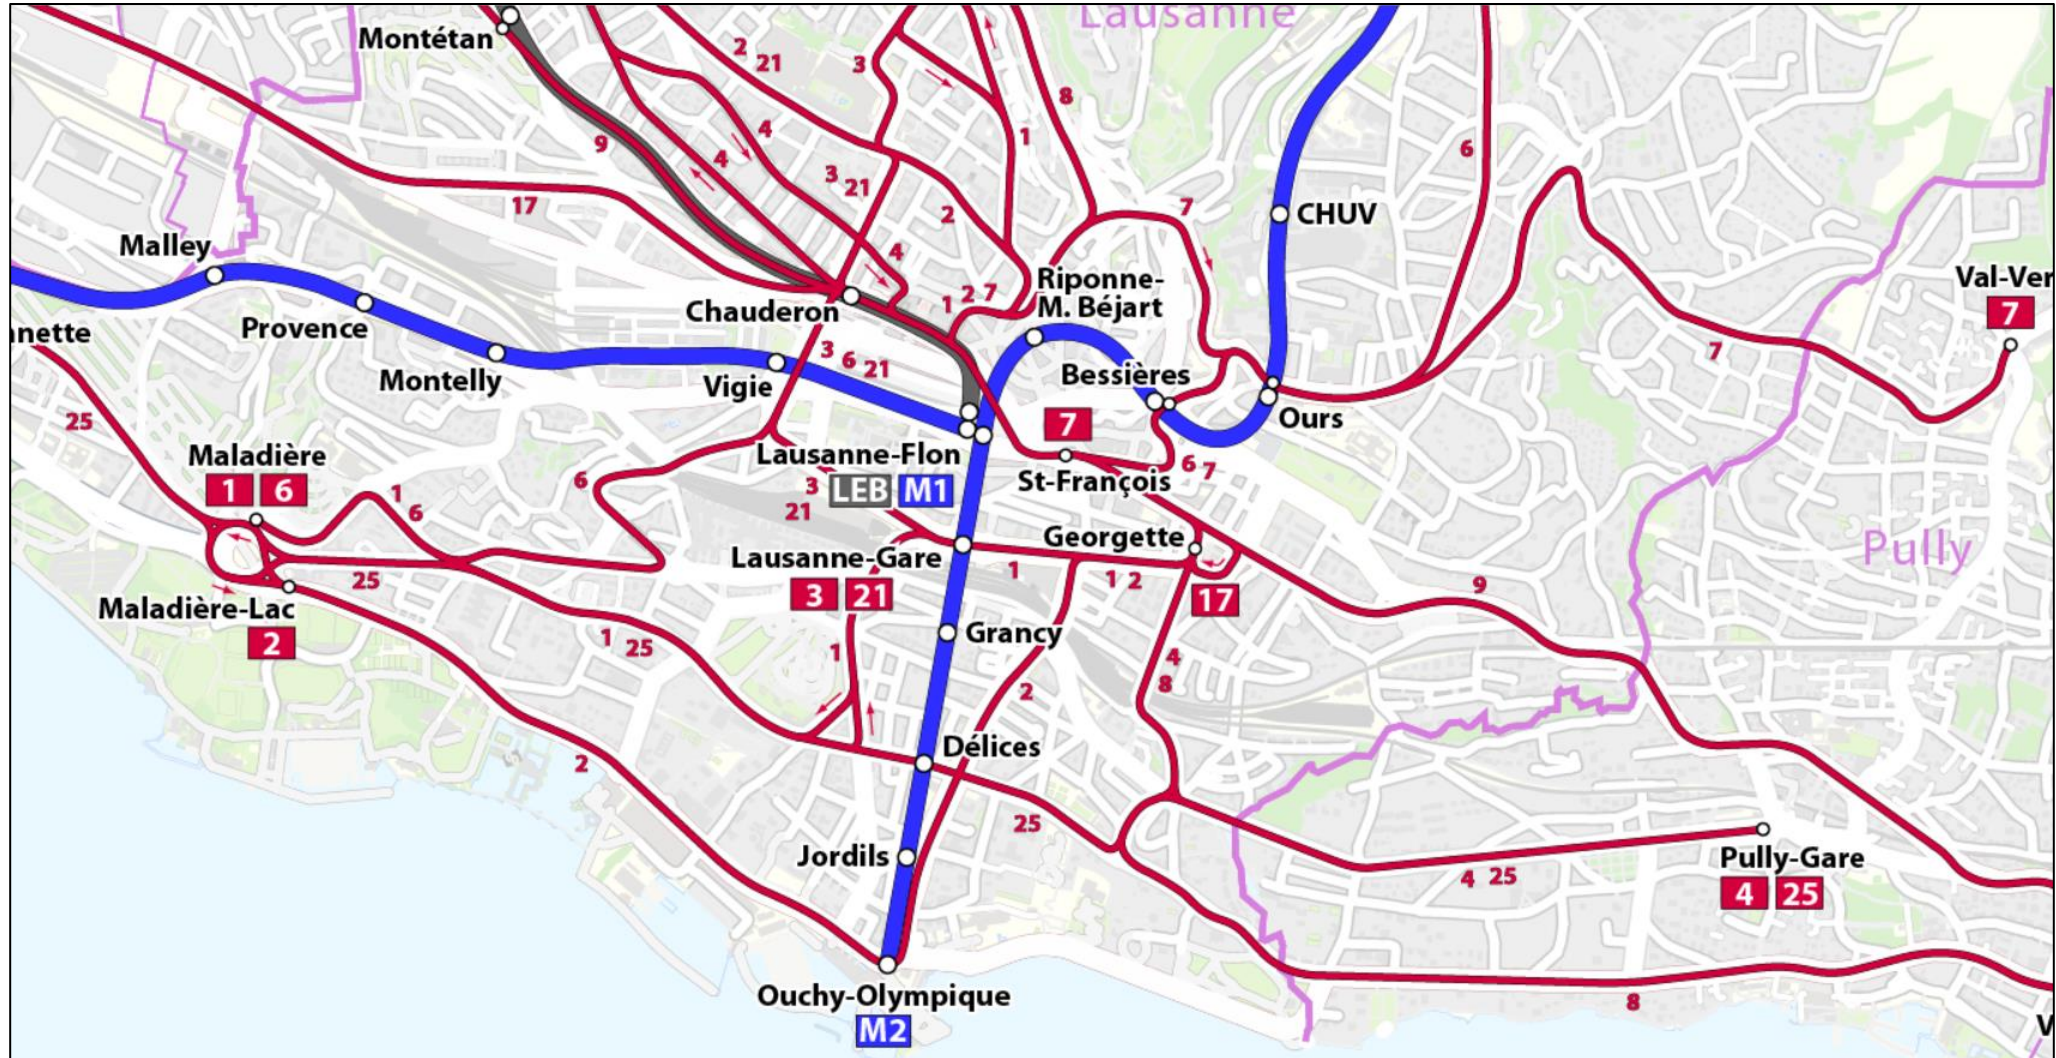 Lausanne
Montétan
2
21
3
8
9
4
4
1
6
3 21
17
2
7
CHUV
Malley
4
Riponne-
M. Béjart
Val-Ver
7
Provence
Chauderon
1 2 7
nnette
Montelly
Vigie
3 6 21
Bessières
7
Ours
25
7
Maladière
1 6
1
6
6
Lausanne-Flon
LEB M1
3
21
St-François
6 7
Georgette
Lausanne-Gare
3 21
1
1 2
17
9
Pully
25
Maladière-Lac
2
1 25
1
Grancy
4
8
2
2
Délices
25
Jordils
Pully-Gare
4 25
4 25
Ouchy-Olympique
M2
8
V